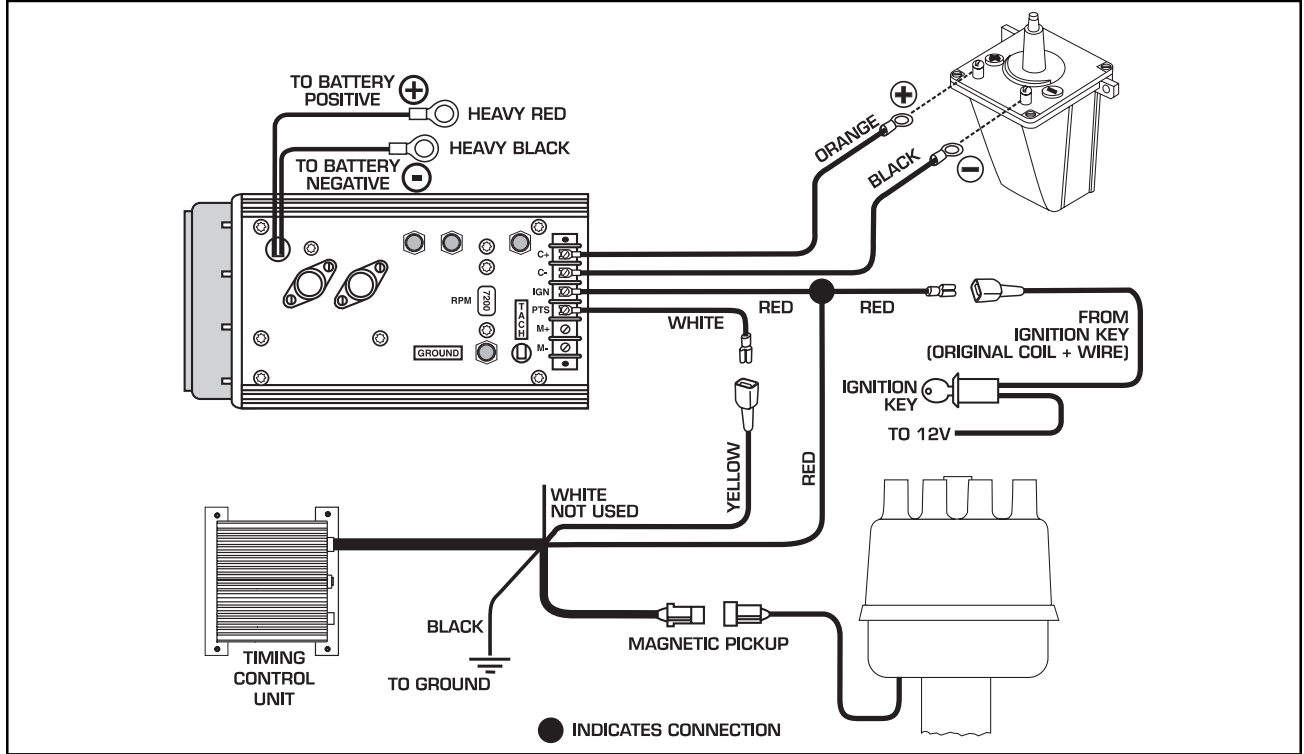 TO BATTERY
POSITIVE
+
HEAVY RED
HEAVY BLACK
TO BATTERY
NEGATIVE
-
ORANGE
+
BLACK
-
C+
C-
IGN
PTS
M+
M-
RPM
7200
TACH
GROUND
WHITE
RED
RED
FROM
IGNITION KEY
(ORIGINAL COIL + WIRE)
IGNITION
KEY
TO 12V
YELLOW
RED
WHITE
NOT USED
BLACK
TO GROUND
MAGNETIC PICKUP
TIMING
CONTROL
UNIT
INDICATES CONNECTION